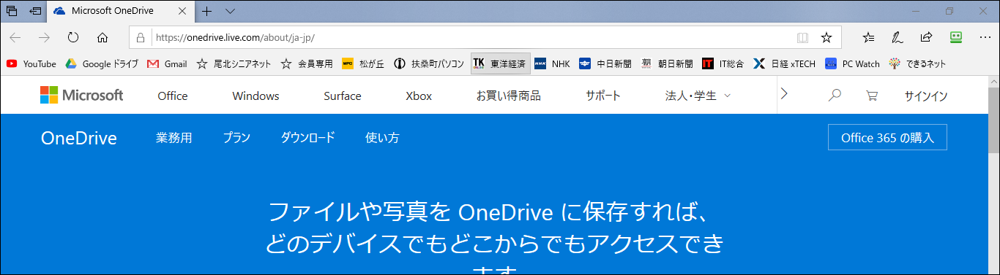 Microsoft OneDrive
https://onedrive.live.com/about/ja-jp/
YouTube Google ドライブ Gmail 尾北シニアネット 会員専用 MPO 松が丘 扶桑町パソコン TK 東洋経済 NHK NHK 中日新聞 朝日新聞 IT IT総合 日経 xTECH PC Watch できるネット
Microsoft Office Windows Surface Xbox お買い得商品 サポート 法人・学生 サインイン
OneDrive 業務用 プラン ダウンロード 使い方 Office 365 の購入
ファイルや写真を OneDrive に保存すれば、
どのデバイスでもどこからでもアクセスでき
ます